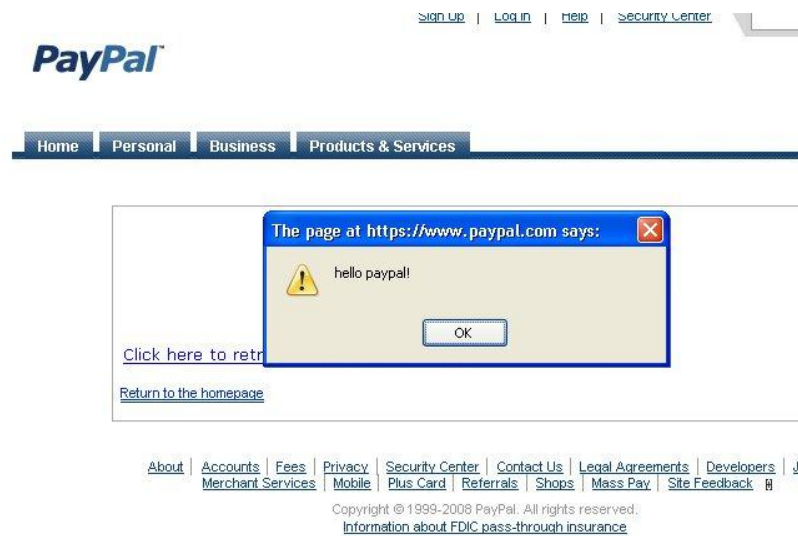 Sign Up | Log In | Help | Security Center
PayPal
Home Personal Business Products & Services
The page at https://www.paypal.com says:
hello paypal!
OK
Click here to retr
Return to the homepage
About | Accounts | Fees | Privacy | Security Center | Contact Us | Legal Agreements | Developers |
Merchant Services | Mobile | Plus Card | Referrals | Shops | Mass Pay | Site Feedback
Copyright © 1999-2008 PayPal. All rights reserved.
Information about FDIC pass-through insurance